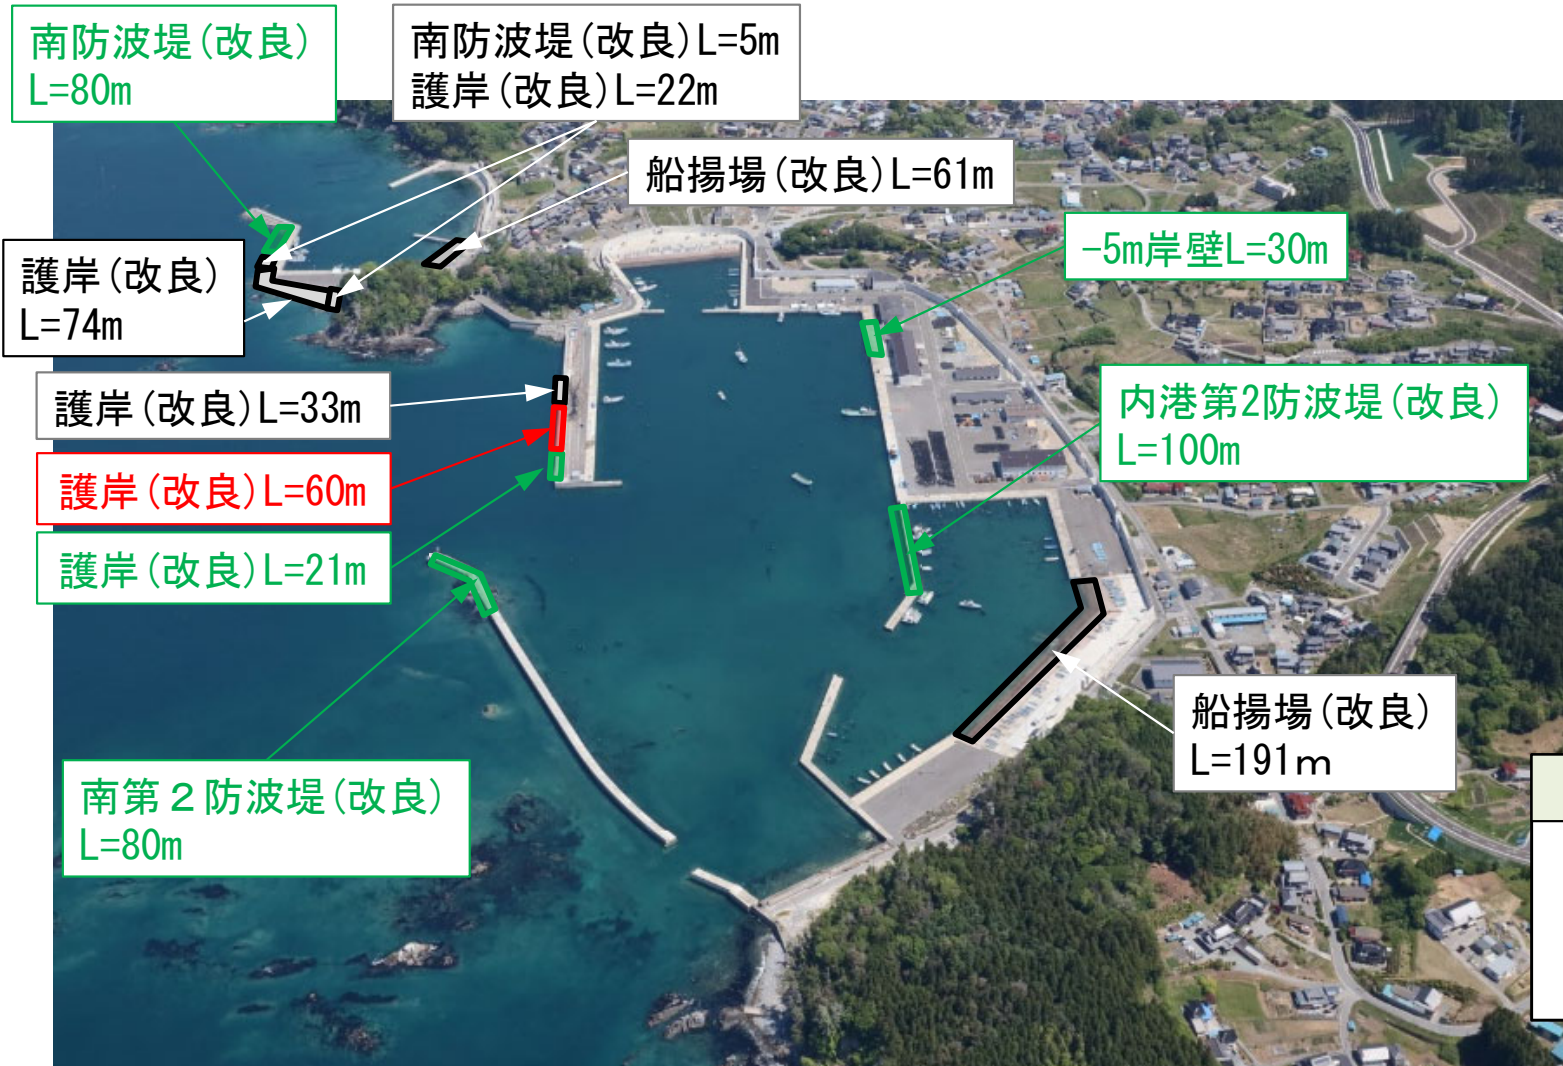 南防波堤(改良)
L=80m
南防波堤(改良)L=5m
護岸(改良)L=22m
船揚場(改良)L=61m
護岸(改良)
L=74m
-5m岸壁L=30m
護岸(改良)L=33m
内港第2防波堤(改良)
L=100m
護岸(改良)L=60m
護岸(改良)L=21m
船揚場(改良)
L=191ｍ
南第２防波堤(改良)
L=80m